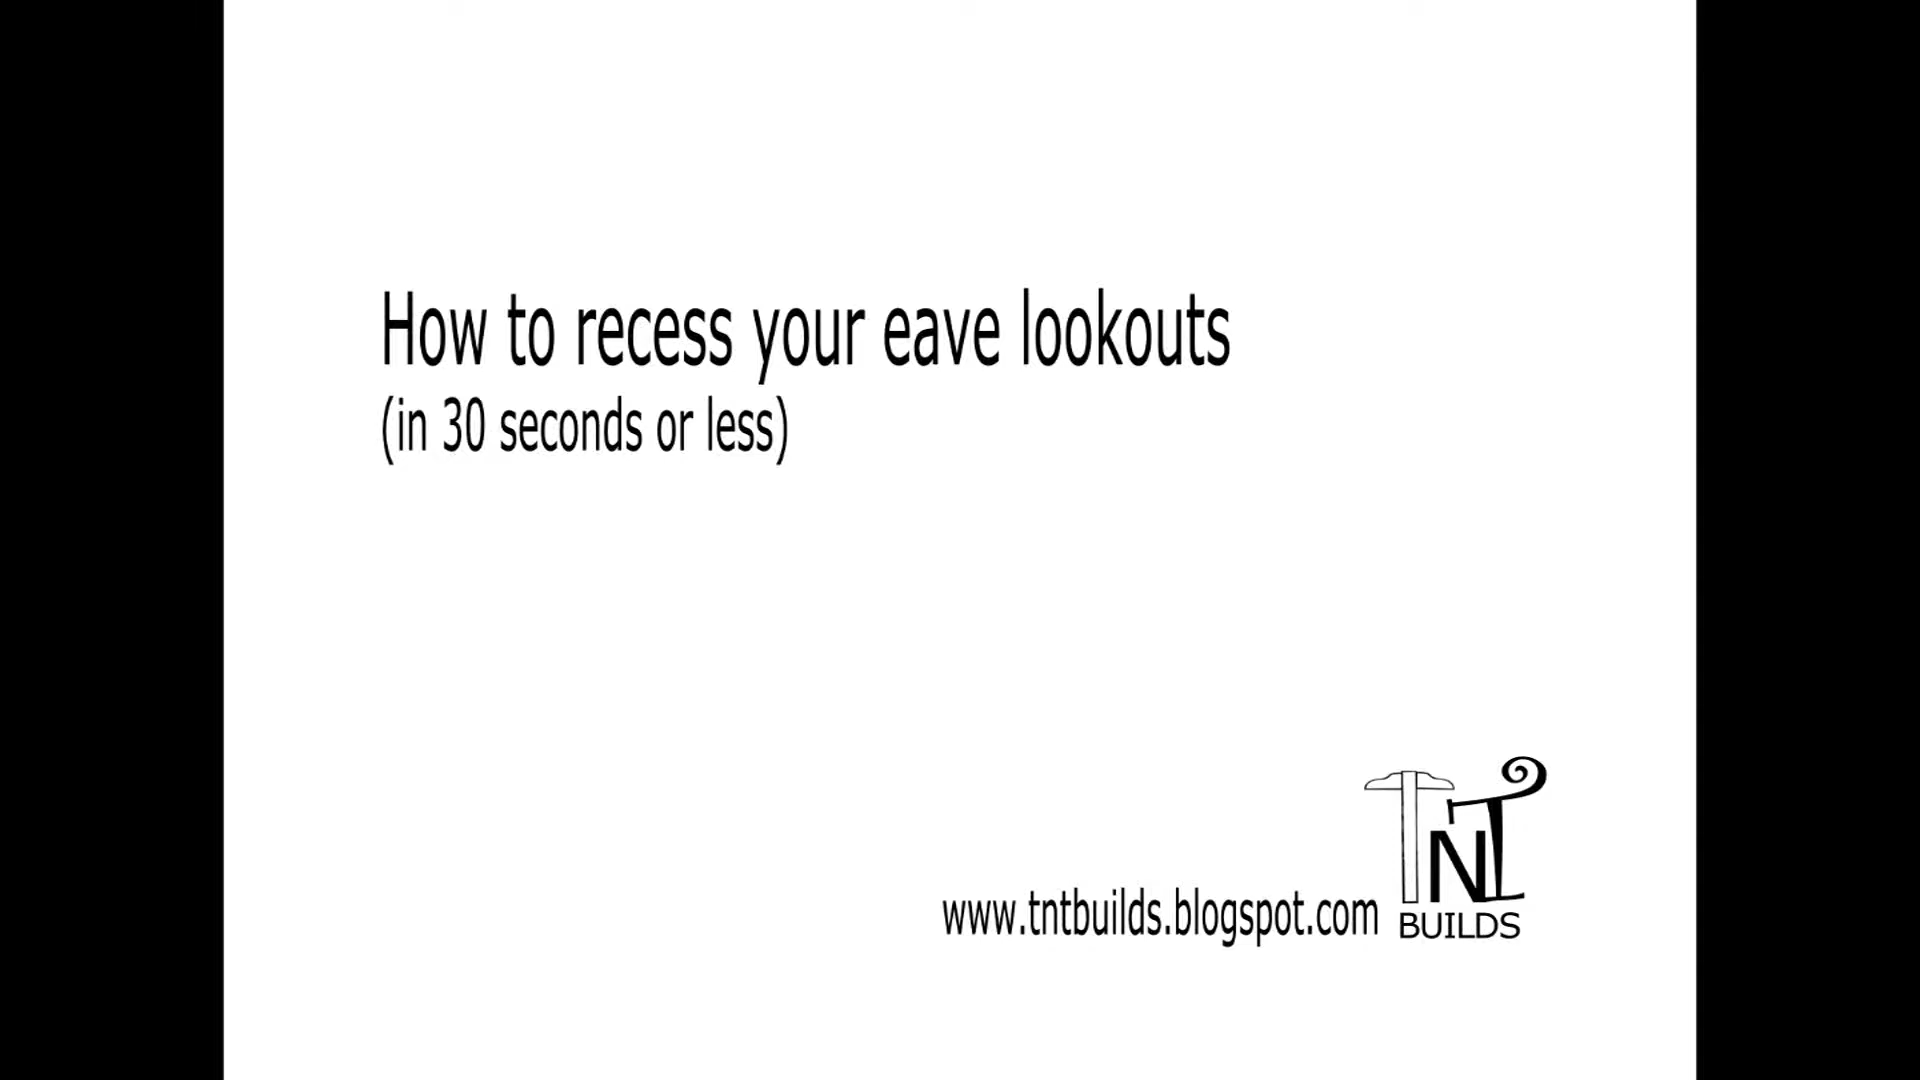 How to recess your eave lookouts
(in 30 seconds or less)
TNT
www.tntbuilds.blogspot.com
BUILDS